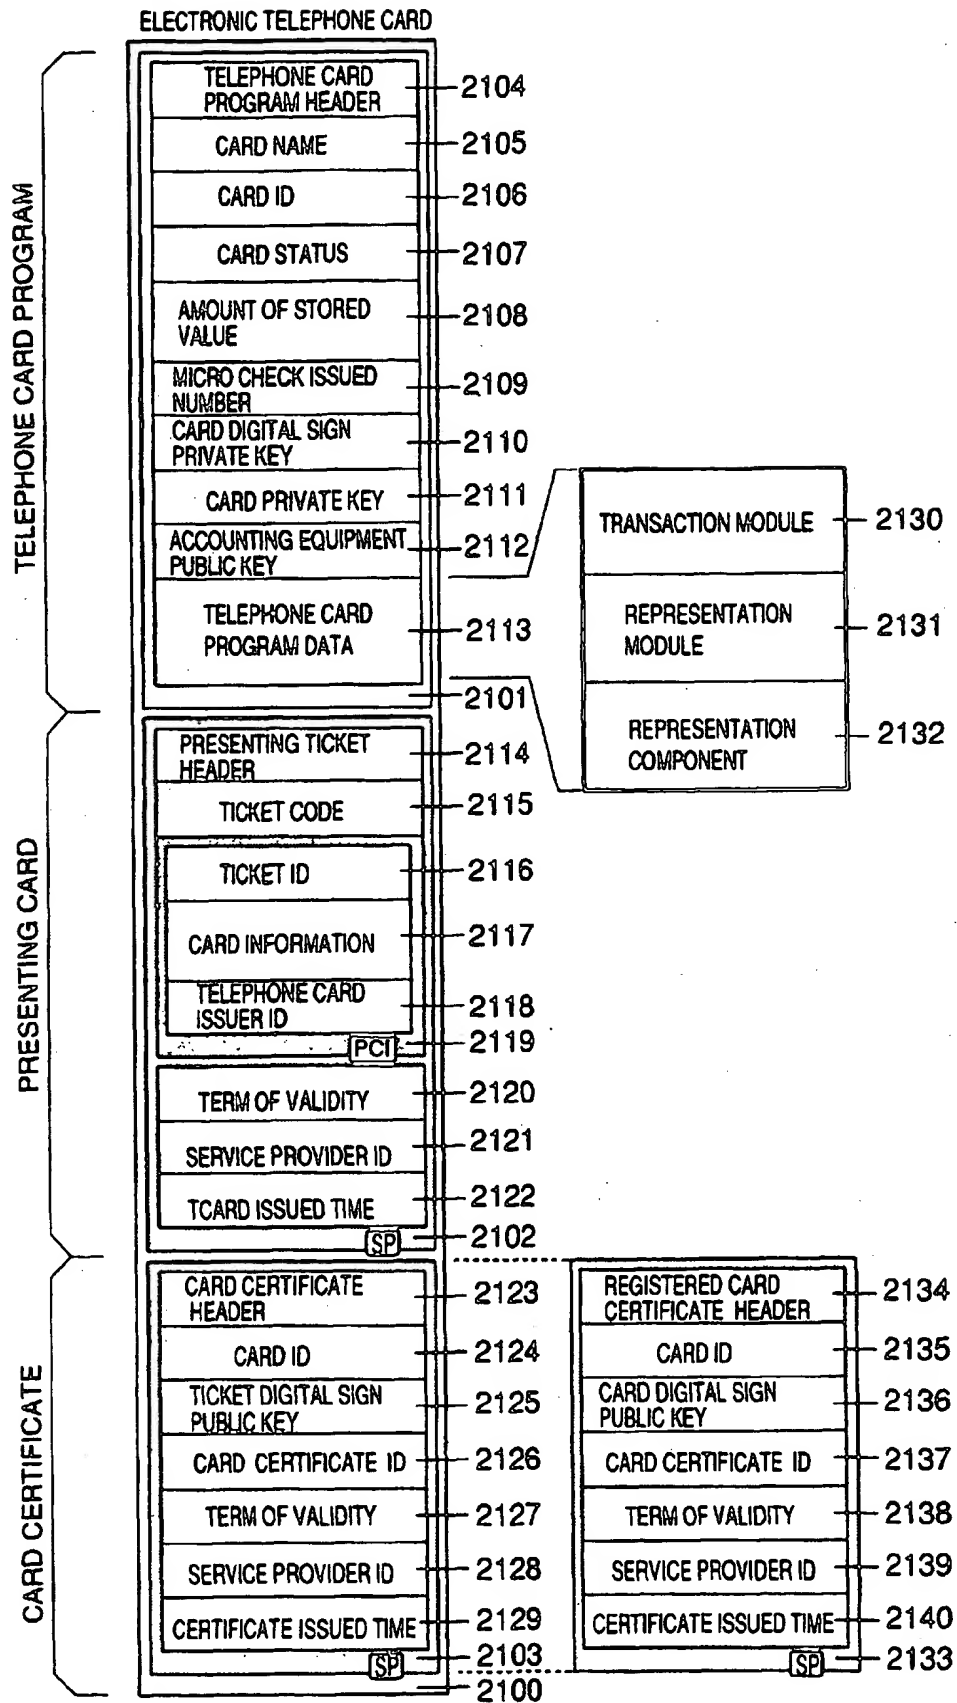 ELECTRONIC TELEPHONE CARD
TELEPHONE CARD PROGRAM
TELEPHONE CARD
PROGRAM HEADER
2104
CARD NAME
2105
CARD ID
2106
CARD STATUS
2107
AMOUNT OF STORED
VALUE
2108
MICRO CHECK ISSUED
NUMBER
2109
CARD DIGITAL SIGN
PRIVATE KEY
2110
CARD PRIVATE KEY
2111
ACCOUNTING EQUIPMENT
PUBLIC KEY
2112
TELEPHONE CARD
PROGRAM DATA
2113
2101
TRANSACTION MODULE
2130
REPRESENTATION
MODULE
2131
REPRESENTATION
COMPONENT
2132
PRESENTING CARD
PRESENTING TICKET
HEADER
2114
TICKET CODE
2115
TICKET ID
2116
CARD INFORMATION
2117
TELEPHONE CARD
ISSUER ID
2118
PCI
2119
TERM OF VALIDITY
2120
SERVICE PROVIDER ID
2121
TCARD ISSUED TIME
2122
SP
2102
CARD CERTIFICATE
CARD CERTIFICATE
HEADER
2123
CARD ID
2124
TICKET DIGITAL SIGN
PUBLIC KEY
2125
CARD CERTIFICATE ID
2126
TERM OF VALIDITY
2127
SERVICE PROVIDER ID
2128
CERTIFICATE ISSUED TIME
2129
SP
2103
2100
REGISTERED CARD
CERTIFICATE HEADER
2134
CARD ID
2135
CARD DIGITAL SIGN
PUBLIC KEY
2136
CARD CERTIFICATE ID
2137
TERM OF VALIDITY
2138
SERVICE PROVIDER ID
2139
CERTIFICATE ISSUED TIME
2140
SP
2133